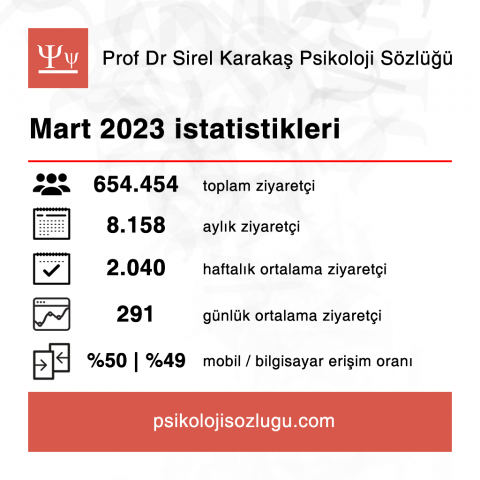 Ψψ
Prof Dr Sirel Karakaş Psikoloji Sözlüğü
Mart 2023 istatistikleri
654.454 toplam ziyaretçi
8.158 aylık ziyaretçi
2.040 haftalık ortalama ziyaretçi
291 günlük ortalama ziyaretçi
%50 | %49 mobil / bilgisayar erişim oranı
psikolojisozlugu.com